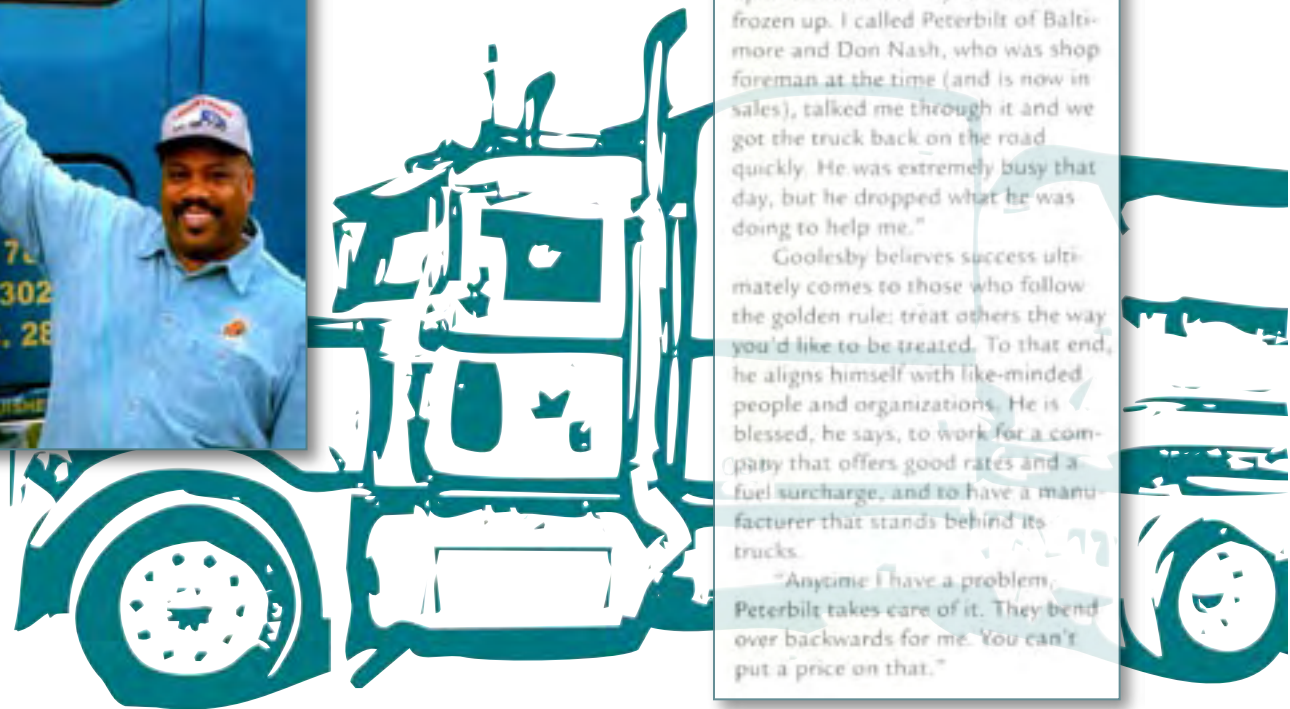 7
302
. 28
frozen up. I called Peterbilt of Balti-
more and Don Nash, who was shop
foreman at the time (and is now in
sales), talked me through it and we
got the truck back on the road
quickly. He was extremely busy that
day, but he dropped what he was
doing to help me."
Goolesby believes success ulti-
mately comes to those who follow
the golden rule: treat others the way
you'd like to be treated. To that end,
he aligns himself with like-minded
people and organizations. He is
blessed, he says, to work for a com-
pany that offers good rates and a
fuel surcharge, and to have a manu-
facturer that stands behind its
trucks.
"Anytime I have a problem,
Peterbilt takes care of it. They bend
over backwards for me. You can't
put a price on that."